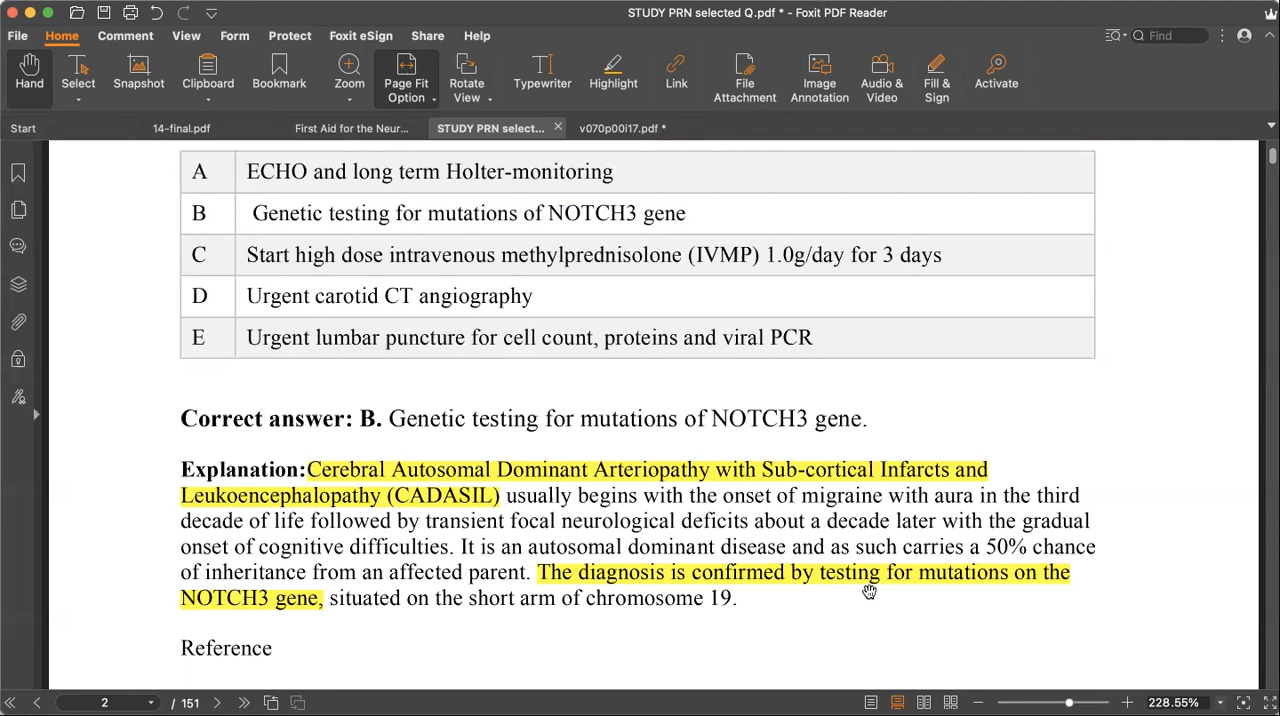 STUDY PRN selected Q.pdf * - Foxit PDF Reader
File Home Comment View Form Protect Foxit eSign Share Help
Find
Hand Select Snapshot Clipboard Bookmark Zoom Page Fit Option Rotate View Typewriter Highlight Link File Attachment Image Annotation Audio & Video Fill & Sign Activate
Start 14-final.pdf First Aid for the Neur... STUDY PRN select... v070p00i17.pdf *
A ECHO and long term Holter-monitoring
B Genetic testing for mutations of NOTCH3 gene
C Start high dose intravenous methylprednisolone (IVMP) 1.0g/day for 3 days
D Urgent carotid CT angiography
E Urgent lumbar puncture for cell count, proteins and viral PCR
Correct answer: B. Genetic testing for mutations of NOTCH3 gene.
Explanation: Cerebral Autosomal Dominant Arteriopathy with Sub-cortical Infarcts and
Leukoencephalopathy (CADASIL) usually begins with the onset of migraine with aura in the third
decade of life followed by transient focal neurological deficits about a decade later with the gradual
onset of cognitive difficulties. It is an autosomal dominant disease and as such carries a 50% chance
of inheritance from an affected parent. The diagnosis is confirmed by testing for mutations on the
NOTCH3 gene, situated on the short arm of chromosome 19.
Reference
2 / 151 228.55%